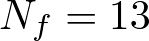 N_f = 13